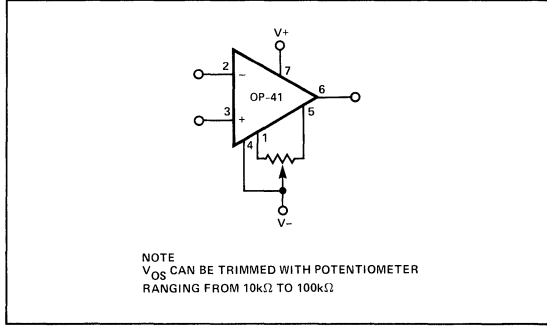 V+
2
−
7
OP-41
6
3
+
5
4
1
V−
NOTE
VOS CAN BE TRIMMED WITH POTENTIOMETER
RANGING FROM 10kΩ TO 100kΩ